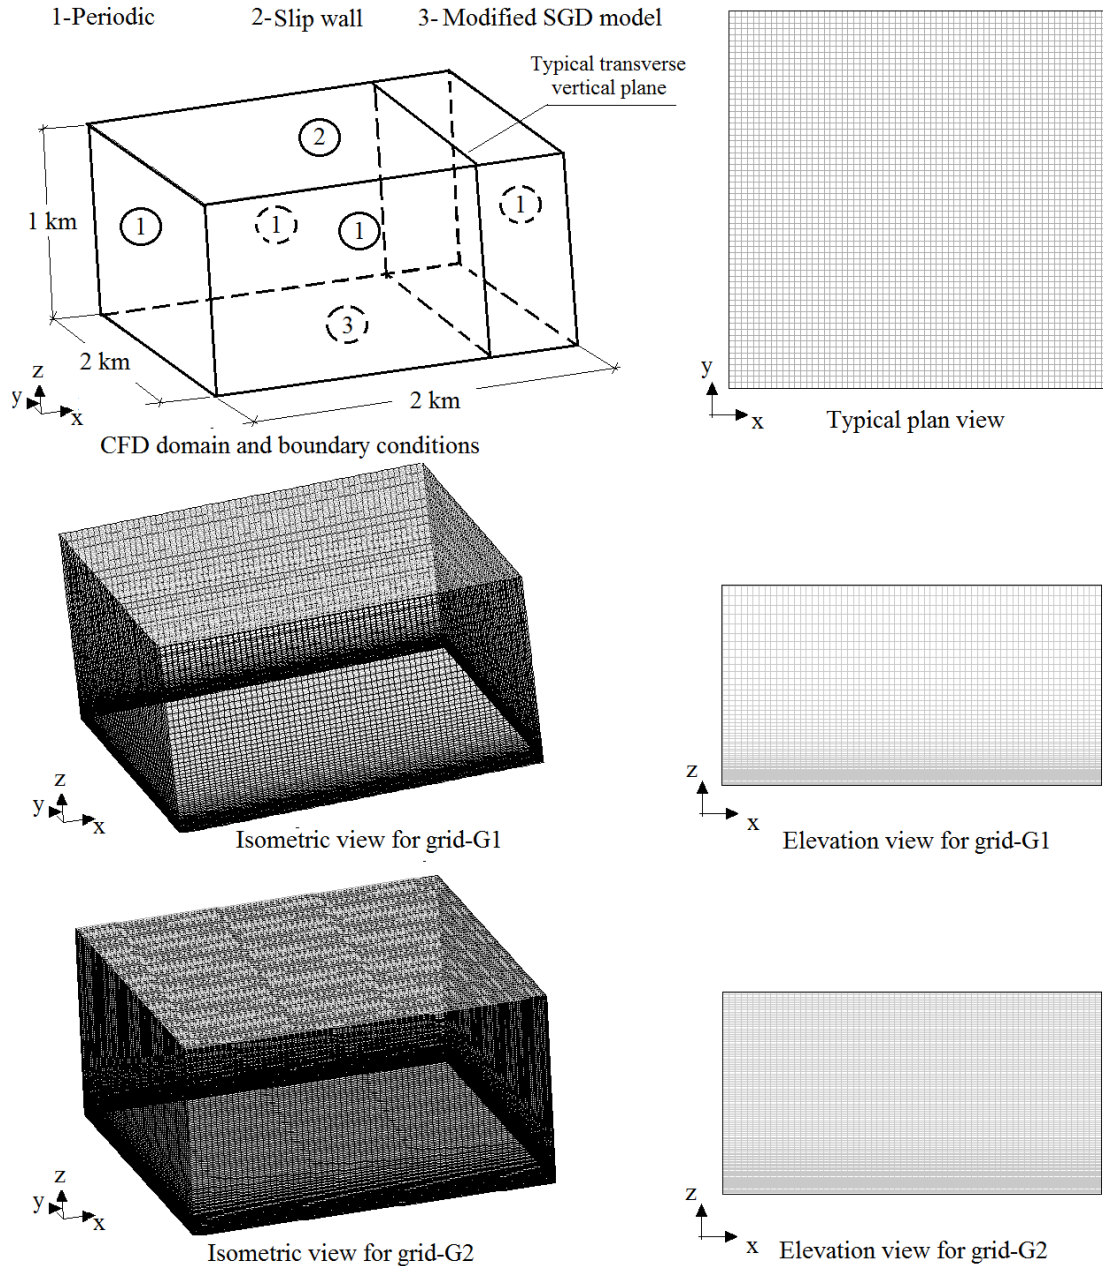 1-Periodic
2-Slip wall
3- Modified SGD model
Typical transverse
vertical plane
2
1
1
1
1
3
1 km
2 km
2 km
z
y
x
CFD domain and boundary conditions
y
x
Typical plan view
z
y
x
Isometric view for grid-G1
z
x
Elevation view for grid-G1
z
y
x
Isometric view for grid-G2
z
x
Elevation view for grid-G2